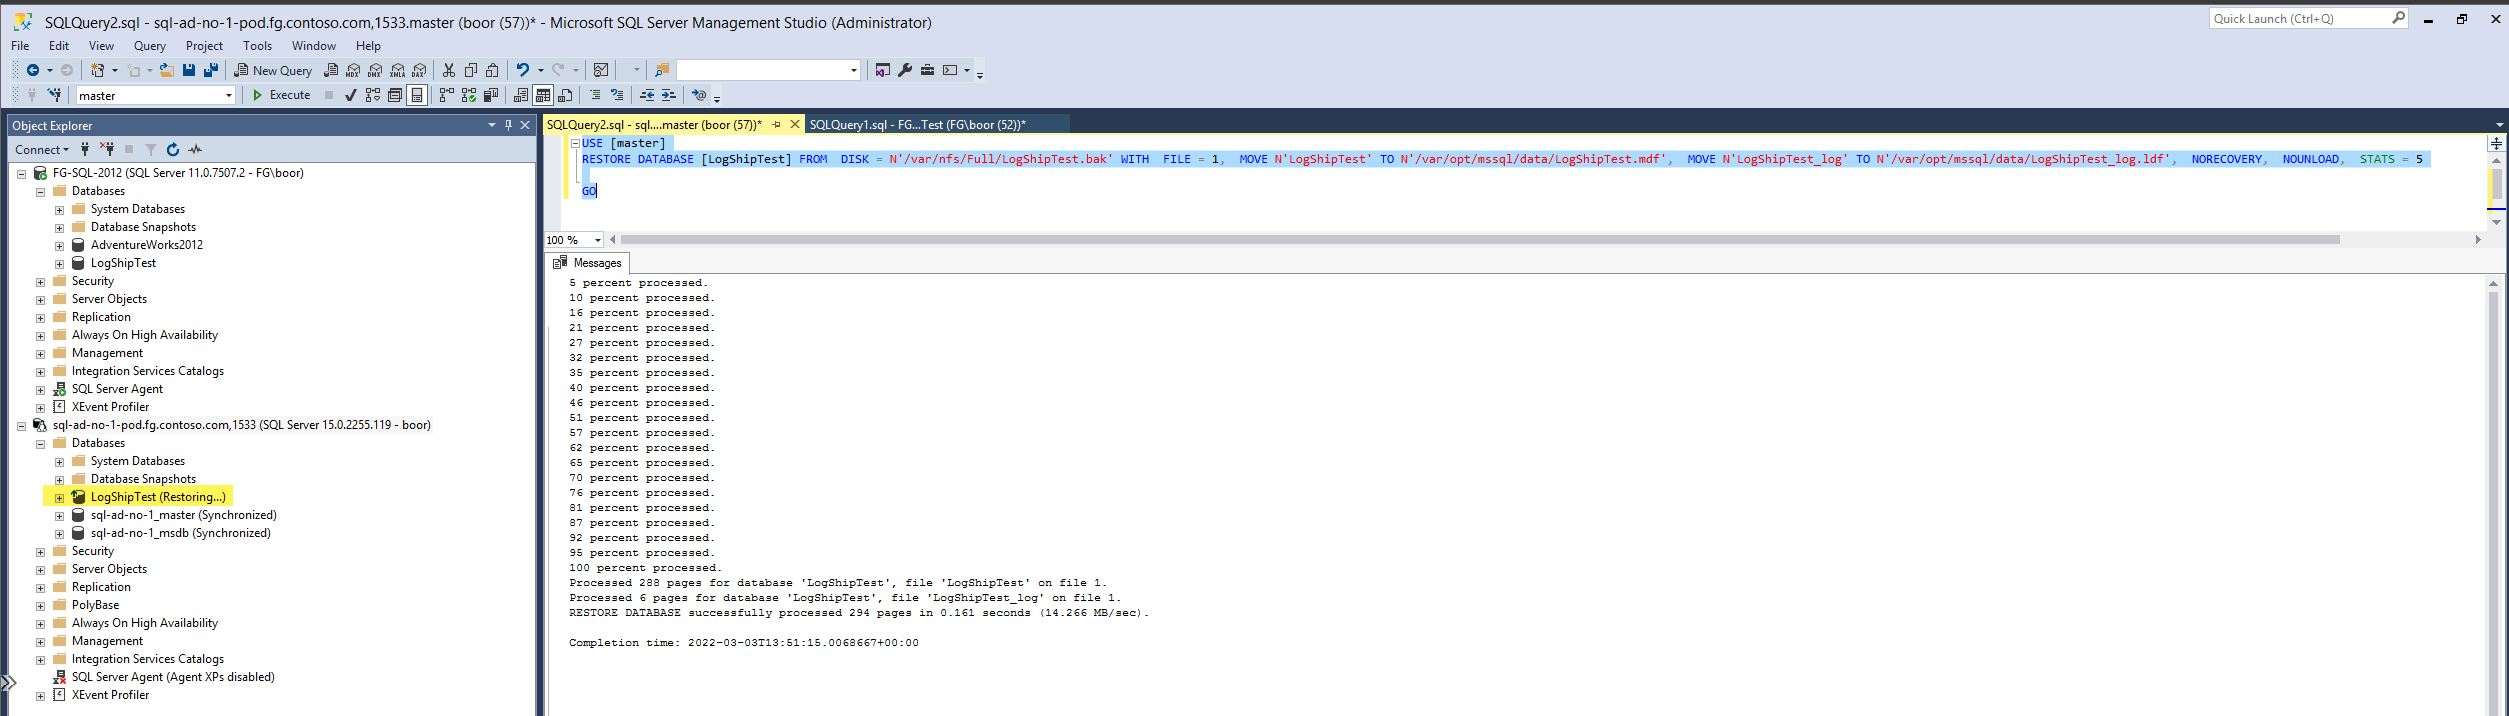 SQLQuery2.sql - sql-ad-no-1-pod.fg.contoso.com,1533.master (boor (57))* - Microsoft SQL Server Management Studio (Administrator)
Quick Launch (Ctrl+Q)
File Edit View Query Project Tools Window Help
New Query MDX DMX XMLA DAX
master Execute
Object Explorer
Connect
FG-SQL-2012 (SQL Server 11.0.7507.2 - FG\boor)
Databases
System Databases
Database Snapshots
AdventureWorks2012
LogShipTest
Security
Server Objects
Replication
Always On High Availability
Management
Integration Services Catalogs
SQL Server Agent
XEvent Profiler
sql-ad-no-1-pod.fg.contoso.com,1533 (SQL Server 15.0.2255.119 - boor)
Databases
System Databases
Database Snapshots
LogShipTest (Restoring...)
sql-ad-no-1_master (Synchronized)
sql-ad-no-1_msdb (Synchronized)
Security
Server Objects
Replication
PolyBase
Always On High Availability
Management
Integration Services Catalogs
SQL Server Agent (Agent XPs disabled)
XEvent Profiler
SQLQuery2.sql - sql....master (boor (57))* SQLQuery1.sql - FG...Test (FG\boor (52))*
USE [master]
RESTORE DATABASE [LogShipTest] FROM DISK = N'/var/nfs/Full/LogShipTest.bak' WITH FILE = 1, MOVE N'LogShipTest' TO N'/var/opt/mssql/data/LogShipTest.mdf', MOVE N'LogShipTest_log' TO N'/var/opt/mssql/data/LogShipTest_log.ldf', NORECOVERY, NOUNLOAD, STATS = 5
GO
100 %
Messages
5 percent processed.
10 percent processed.
16 percent processed.
21 percent processed.
27 percent processed.
32 percent processed.
35 percent processed.
40 percent processed.
46 percent processed.
51 percent processed.
57 percent processed.
62 percent processed.
65 percent processed.
70 percent processed.
76 percent processed.
81 percent processed.
87 percent processed.
92 percent processed.
95 percent processed.
100 percent processed.
Processed 288 pages for database 'LogShipTest', file 'LogShipTest' on file 1.
Processed 6 pages for database 'LogShipTest', file 'LogShipTest_log' on file 1.
RESTORE DATABASE successfully processed 294 pages in 0.161 seconds (14.266 MB/sec).
Completion time: 2022-03-03T13:51:15.0068667+00:00